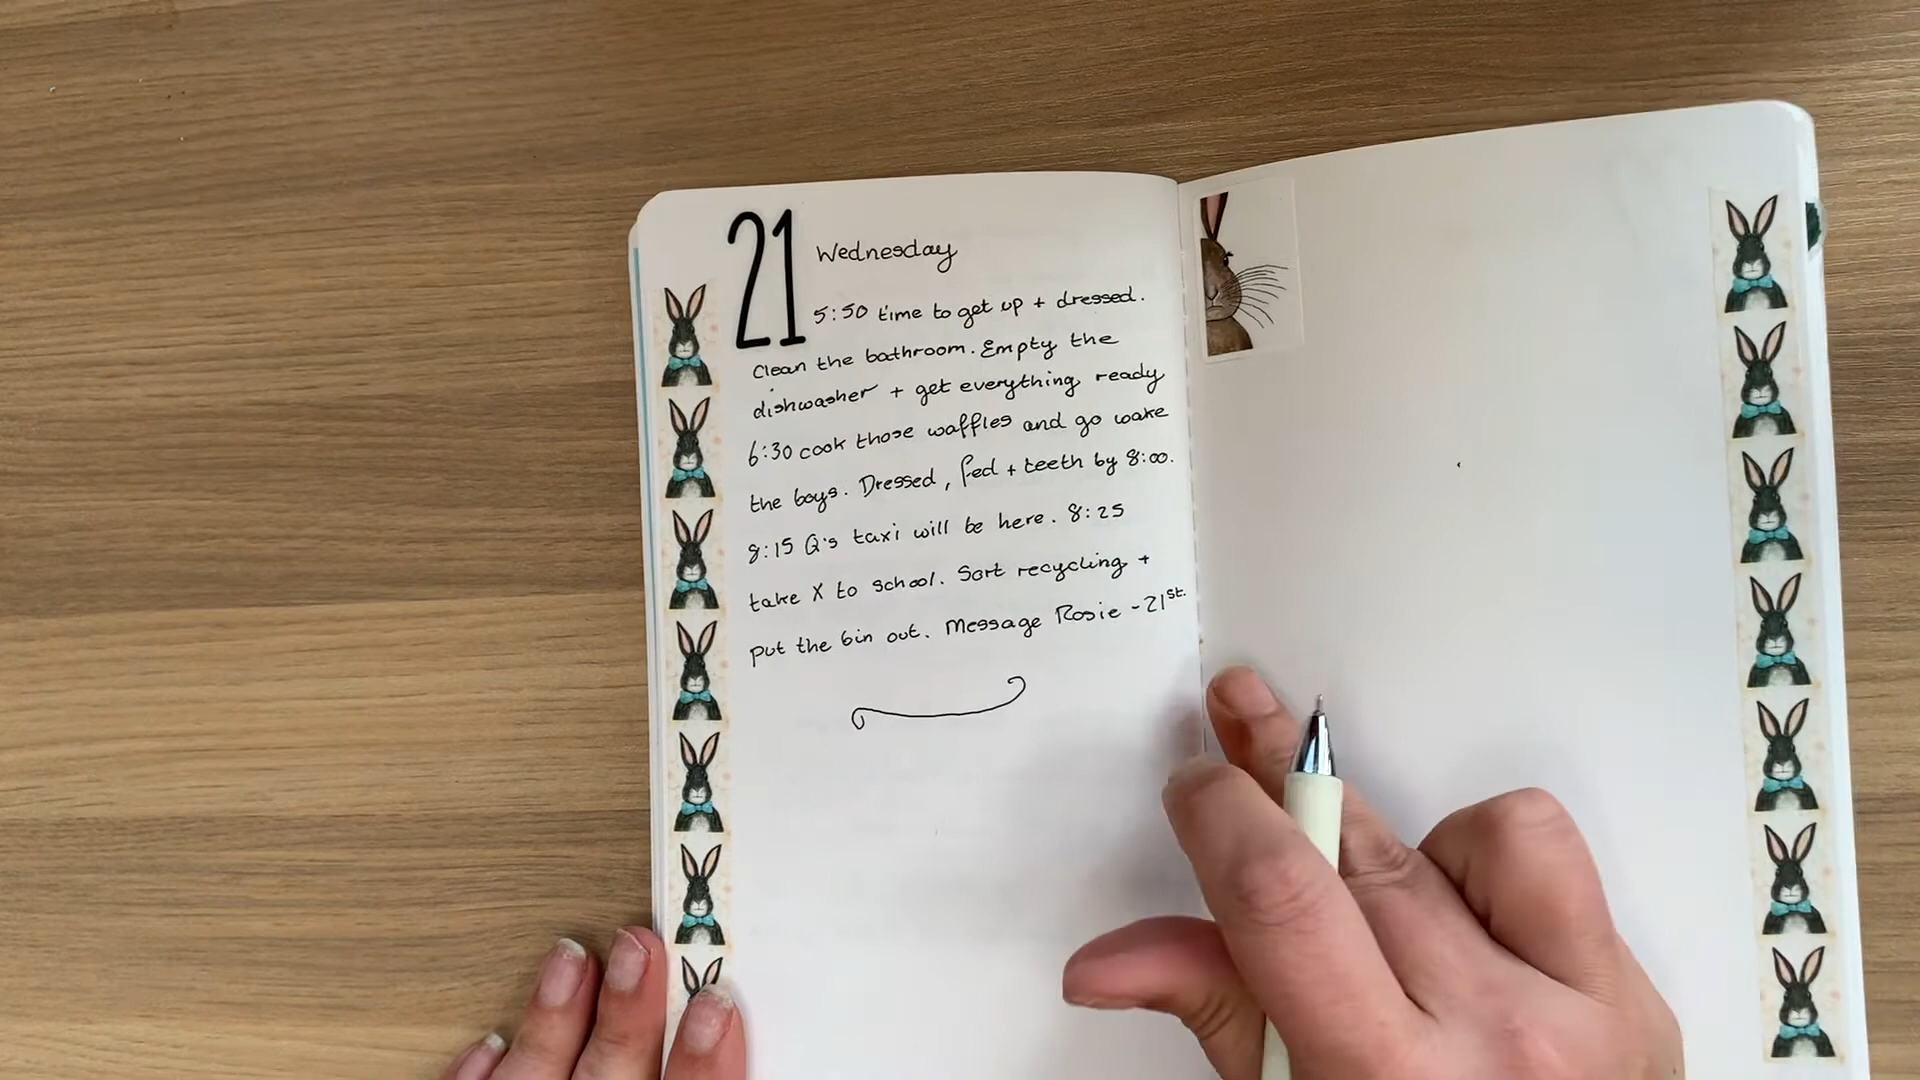 21 Wednesday
5:50 time to get up + dressed.
Clean the bathroom. Empty the
dishwasher + get everything ready
6:30 cook those waffles and go wake
the boys. Dressed, fed + teeth by 8:00.
8:15 Q's taxi will be here. 8:25
take X to school. Sort recycling +
put the bin out. Message Rosie - 21st.